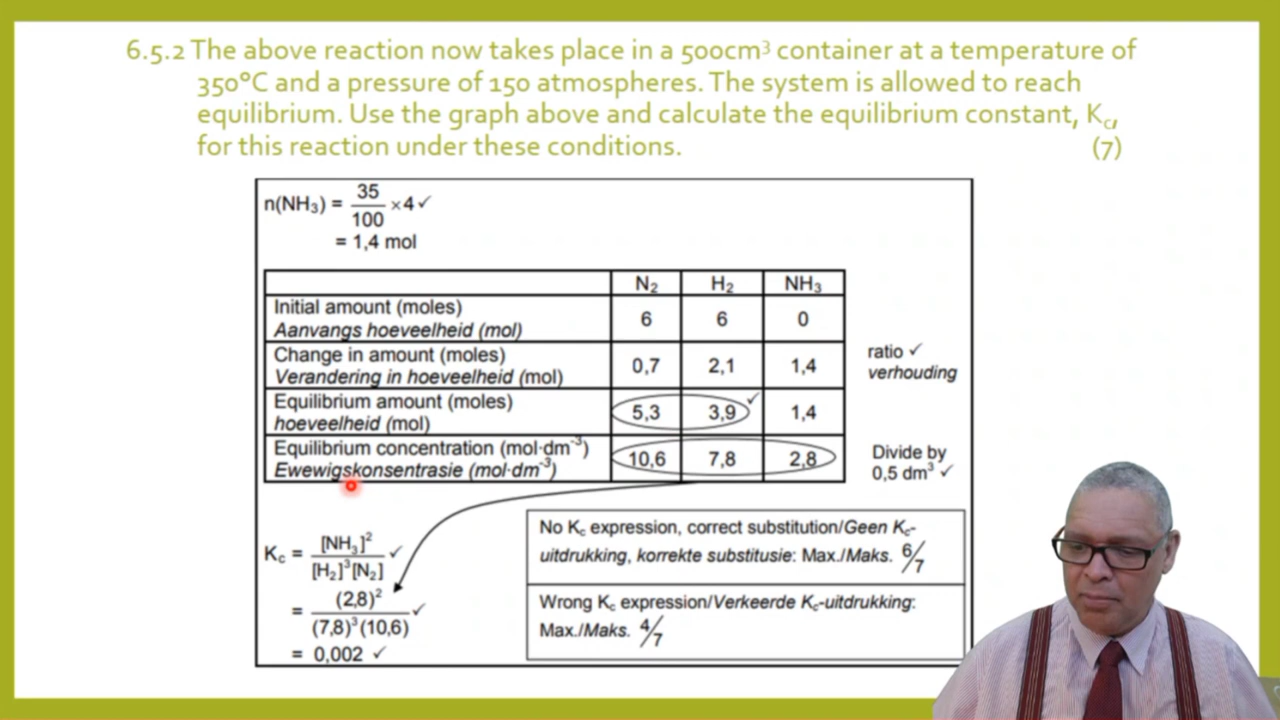 6.5.2 The above reaction now takes place in a 500cm³ container at a temperature of
350°C and a pressure of 150 atmospheres. The system is allowed to reach
equilibrium. Use the graph above and calculate the equilibrium constant, Kc,
for this reaction under these conditions. (7)
n(NH₃) = 35/100 ×4✓
= 1,4 mol
N₂ H₂ NH₃
Initial amount (moles)
Aanvangs hoeveelheid (mol)
6 6 0
Change in amount (moles)
Verandering in hoeveelheid (mol)
0,7 2,1 1,4
ratio ✓
verhouding
Equilibrium amount (moles)
hoeveelheid (mol)
5,3 3,9 ✓ 1,4
Equilibrium concentration (mol·dm⁻³)
Ewewigskonsentrasie (mol·dm⁻³)
10,6 7,8 2,8
Divide by
0,5 dm³ ✓
Kc = [NH₃]²/[H₂]³[N₂] ✓
= (2,8)²/(7,8)³(10,6) ✓
= 0,002 ✓
No Kc expression, correct substitution/Geen Kc-
uitdrukking, korrekte substitusie: Max./Maks. 6/7
Wrong Kc expression/Verkeerde Kc-uitdrukking:
Max./Maks. 4/7